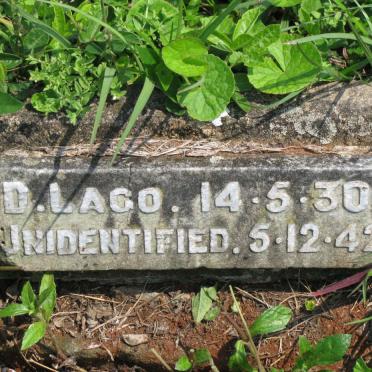 D. LAGO. 14·5·30
UNIDENTIFIED. 5·12·42